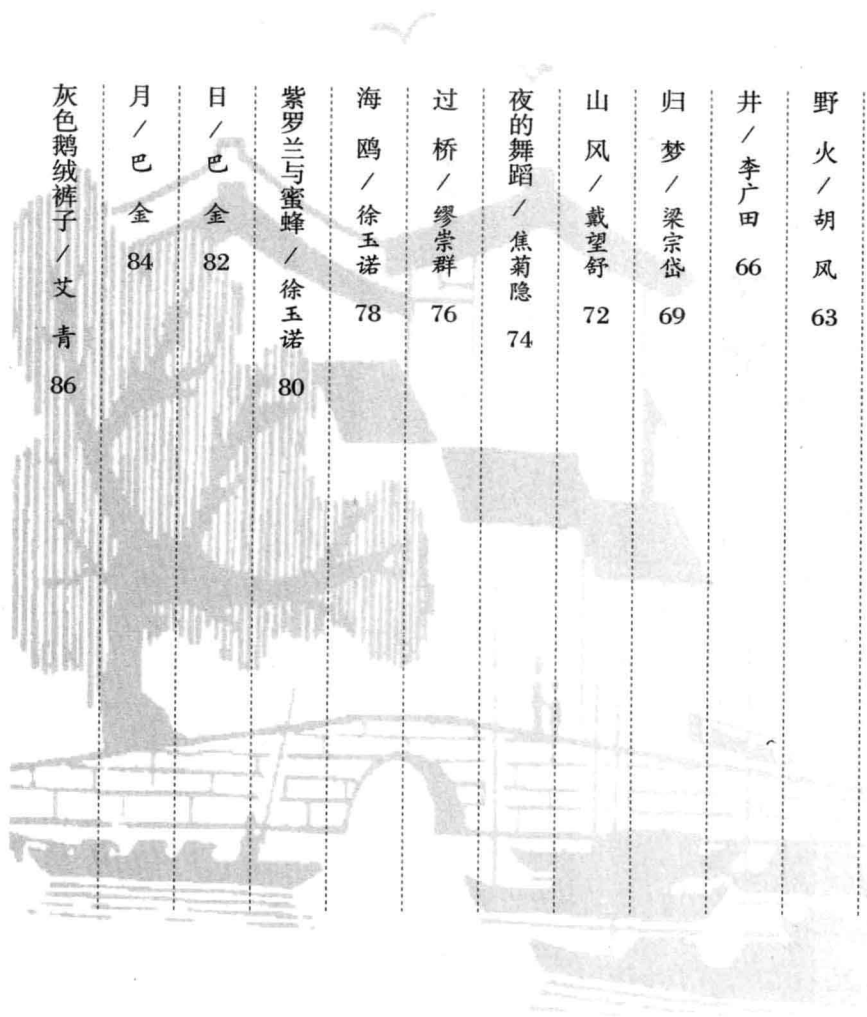 野火/胡风 63
井/李广田 66
归梦/梁宗岱 69
山风/戴望舒 72
夜的舞蹈/焦菊隐 74
过桥/缪崇群 76
海鸥/徐玉诺 78
紫罗兰与蜜蜂/徐玉诺 80
日/巴金 82
月/巴金 84
灰色鹅绒裤子/艾青 86